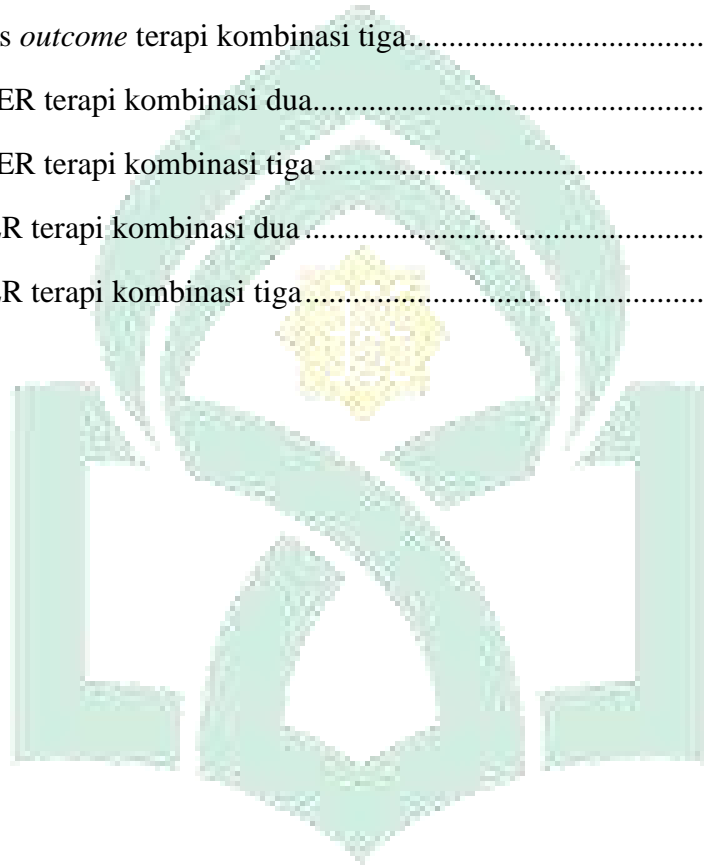 s outcome terapi kombinasi tiga............................................
ER terapi kombinasi dua............................................................
ER terapi kombinasi tiga ...........................................................
R terapi kombinasi dua .............................................................
R terapi kombinasi tiga.............................................................